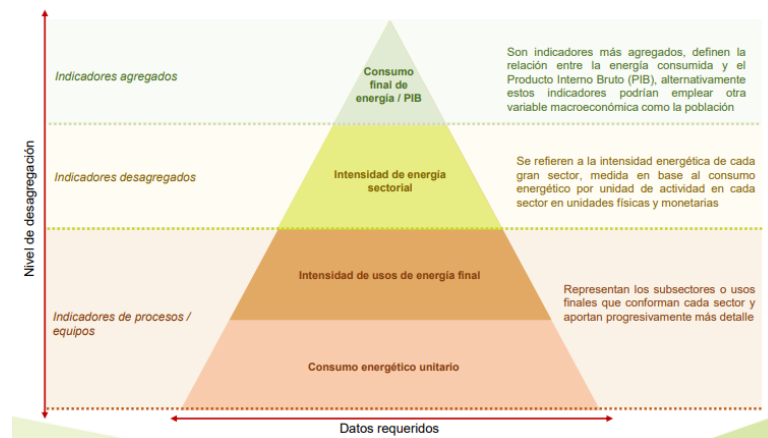 Nivel de desagregación
Indicadores agregados
Consumo
final de
energía / PIB
Son indicadores más agregados, definen la
relación entre la energía consumida y el
Producto Interno Bruto (PIB), alternativamente
estos indicadores podrían emplear otra
variable macroeconómica como la población
Indicadores desagregados
Intensidad de energía
sectorial
Se refieren a la intensidad energética de cada
gran sector, medida en base al consumo
energético por unidad de actividad en cada
sector en unidades físicas y monetarias
Indicadores de procesos /
equipos
Intensidad de usos de energía final
Consumo energético unitario
Representan los subsectores o usos
finales que conforman cada sector y
aportan progresivamente más detalle
Datos requeridos